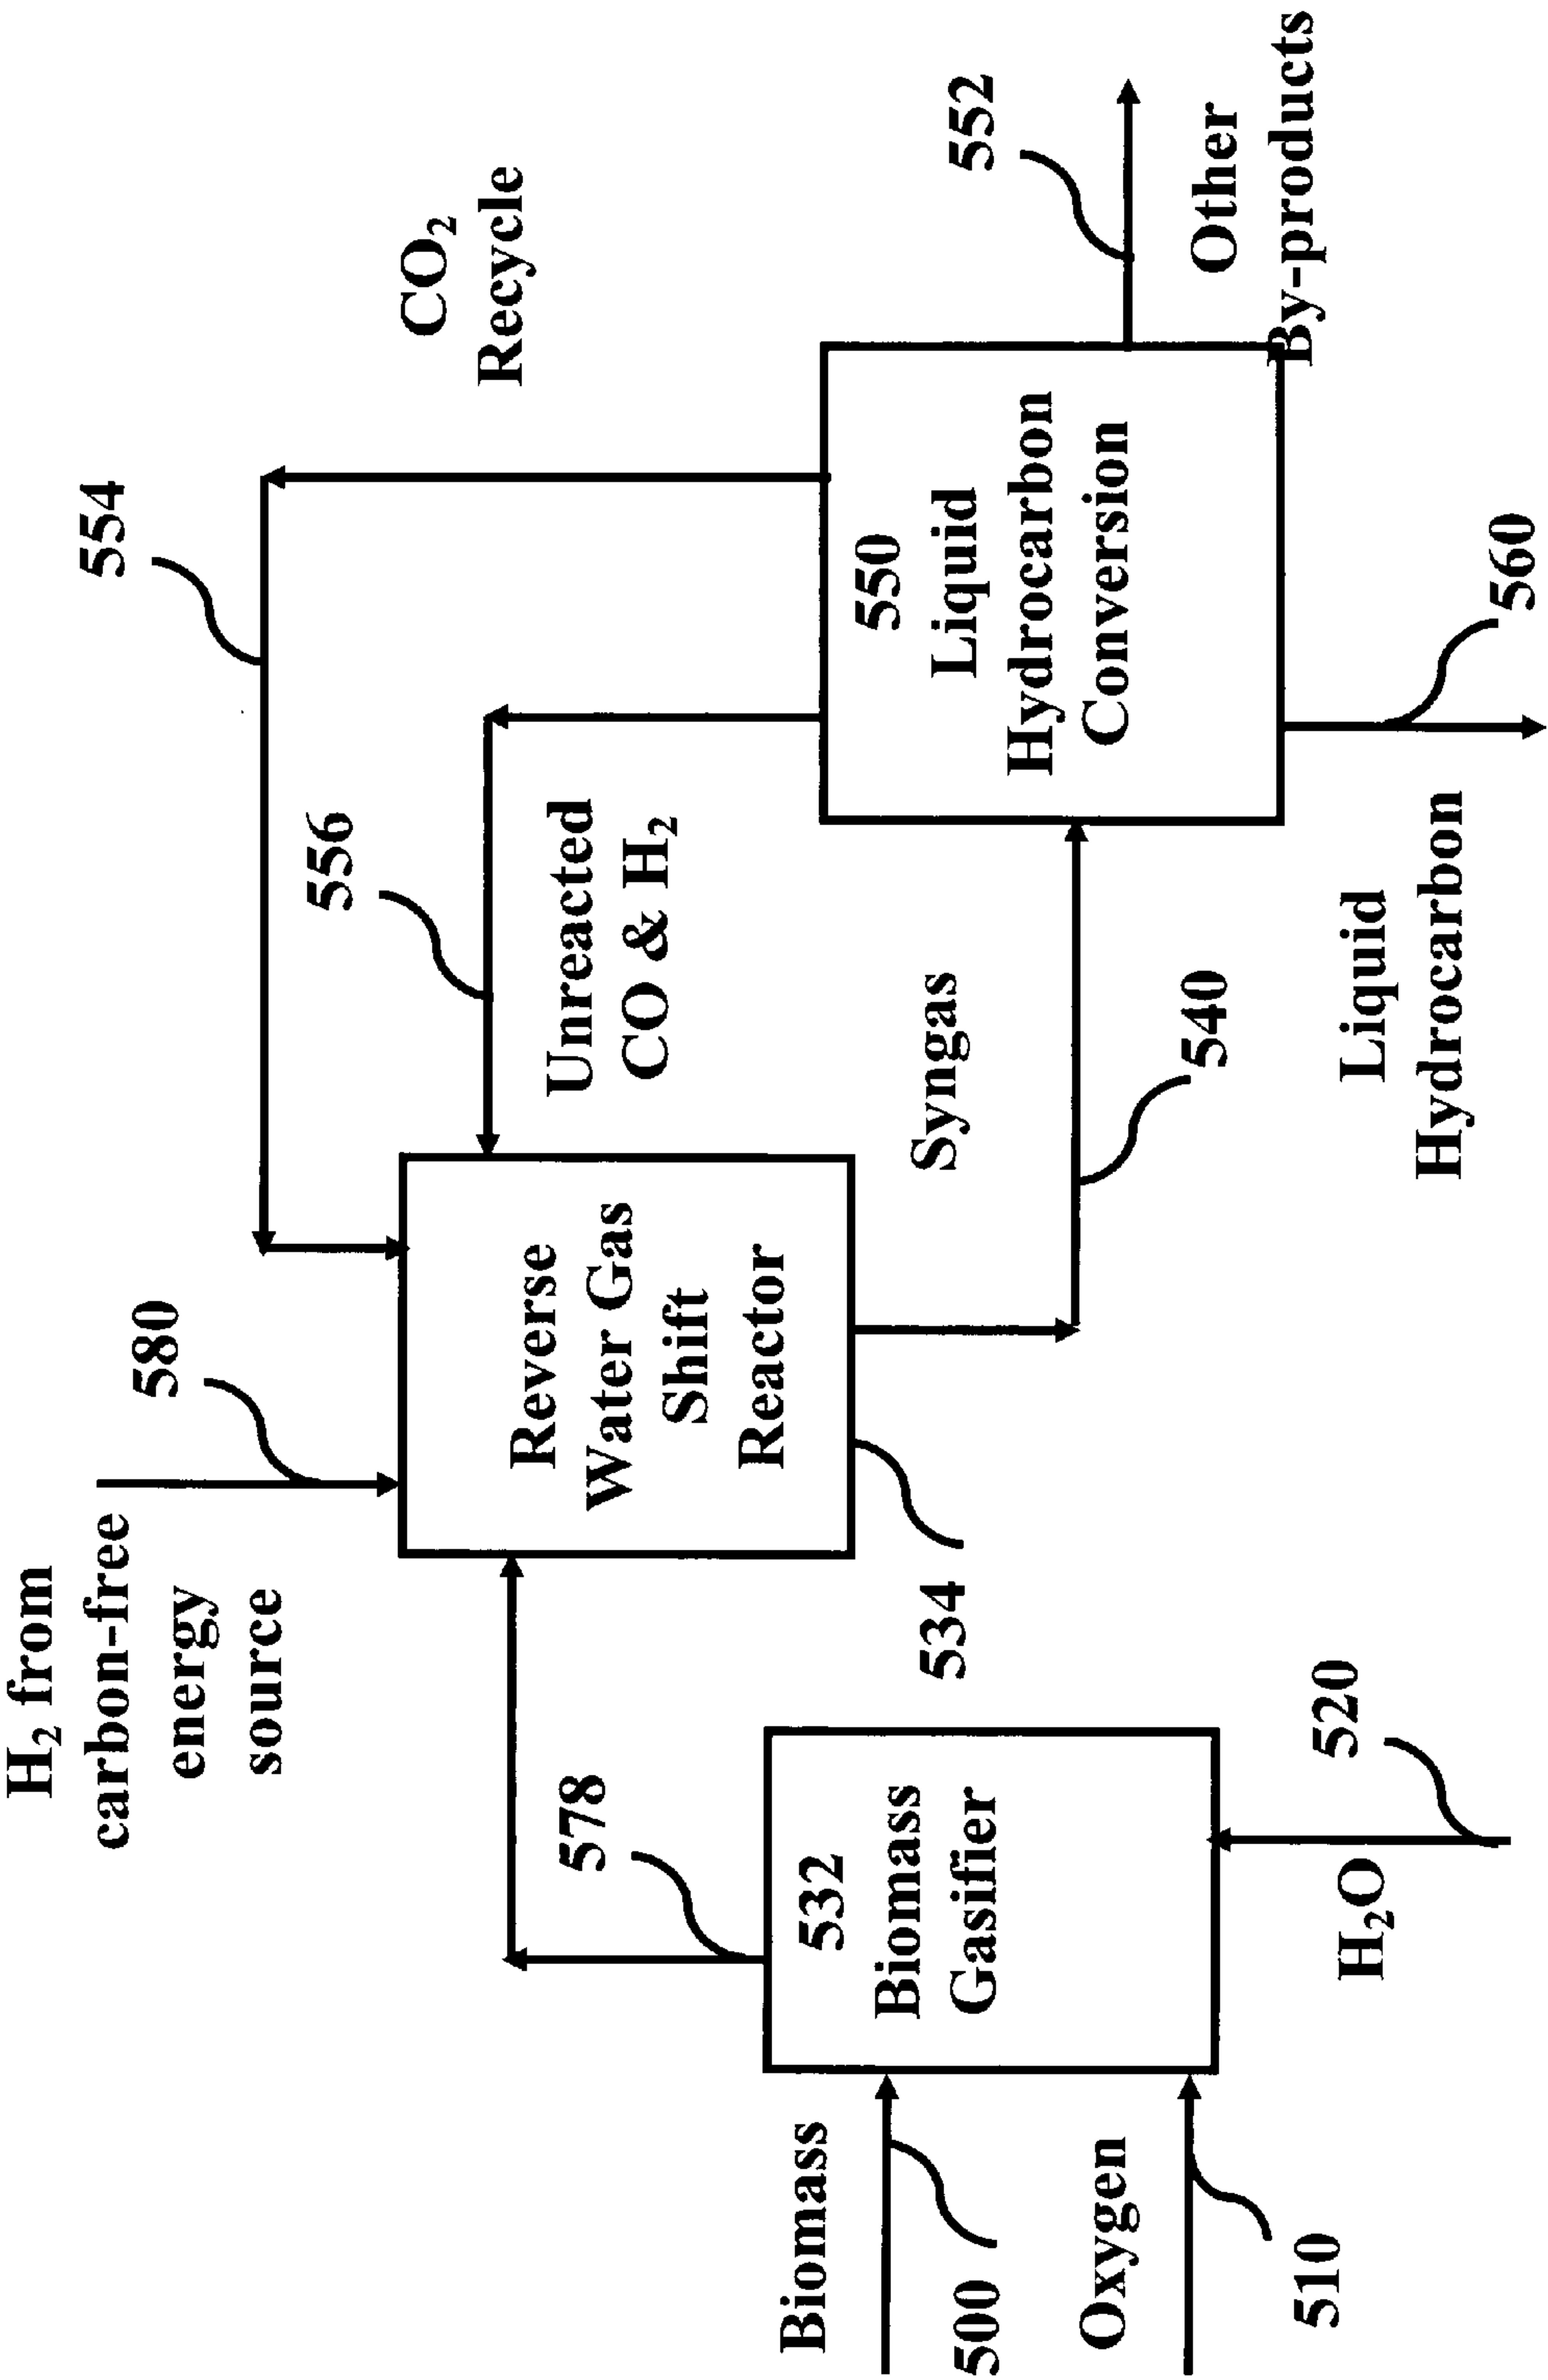 H₂ from
carbon-free
energy
source
580
554
CO₂
Recycle
578
Reverse
Water Gas
Shift
Reactor
534
556
Unreacted
CO & H₂
552
Other
By-products
Biomass
500
Oxygen
510
532
Biomass
Gasifier
H₂O
520
Syngas
540
550
Liquid
Hydrocarbon
Conversion
Liquid
Hydrocarbon
560